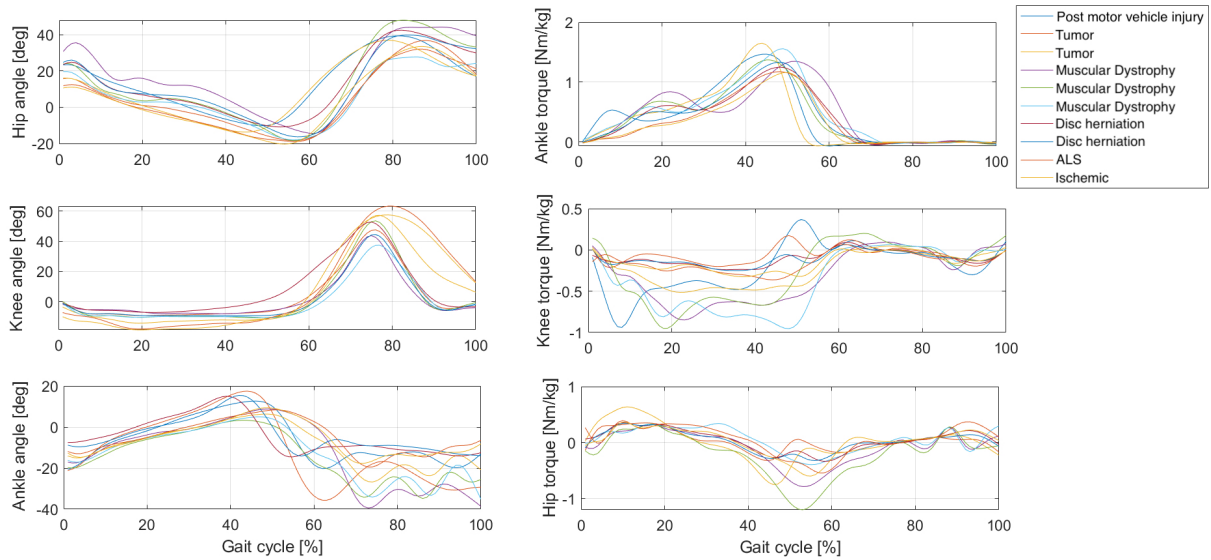 Hip angle [deg]
40
20
0
-20
0 20 40 60 80 100
Ankle torque [Nm/kg]
2
1
0
0 20 40 60 80 100
Post motor vehicle injury
Tumor
Tumor
Muscular Dystrophy
Muscular Dystrophy
Muscular Dystrophy
Disc herniation
Disc herniation
ALS
Ischemic
Knee angle [deg]
60
40
20
0
0 20 40 60 80 100
Knee torque [Nm/kg]
0.5
0
-0.5
-1
0 20 40 60 80 100
Ankle angle [deg]
20
0
-20
-40
0 20 40 60 80 100
Gait cycle [%]
Hip torque [Nm/kg]
1
0
-1
0 20 40 60 80 100
Gait cycle [%]